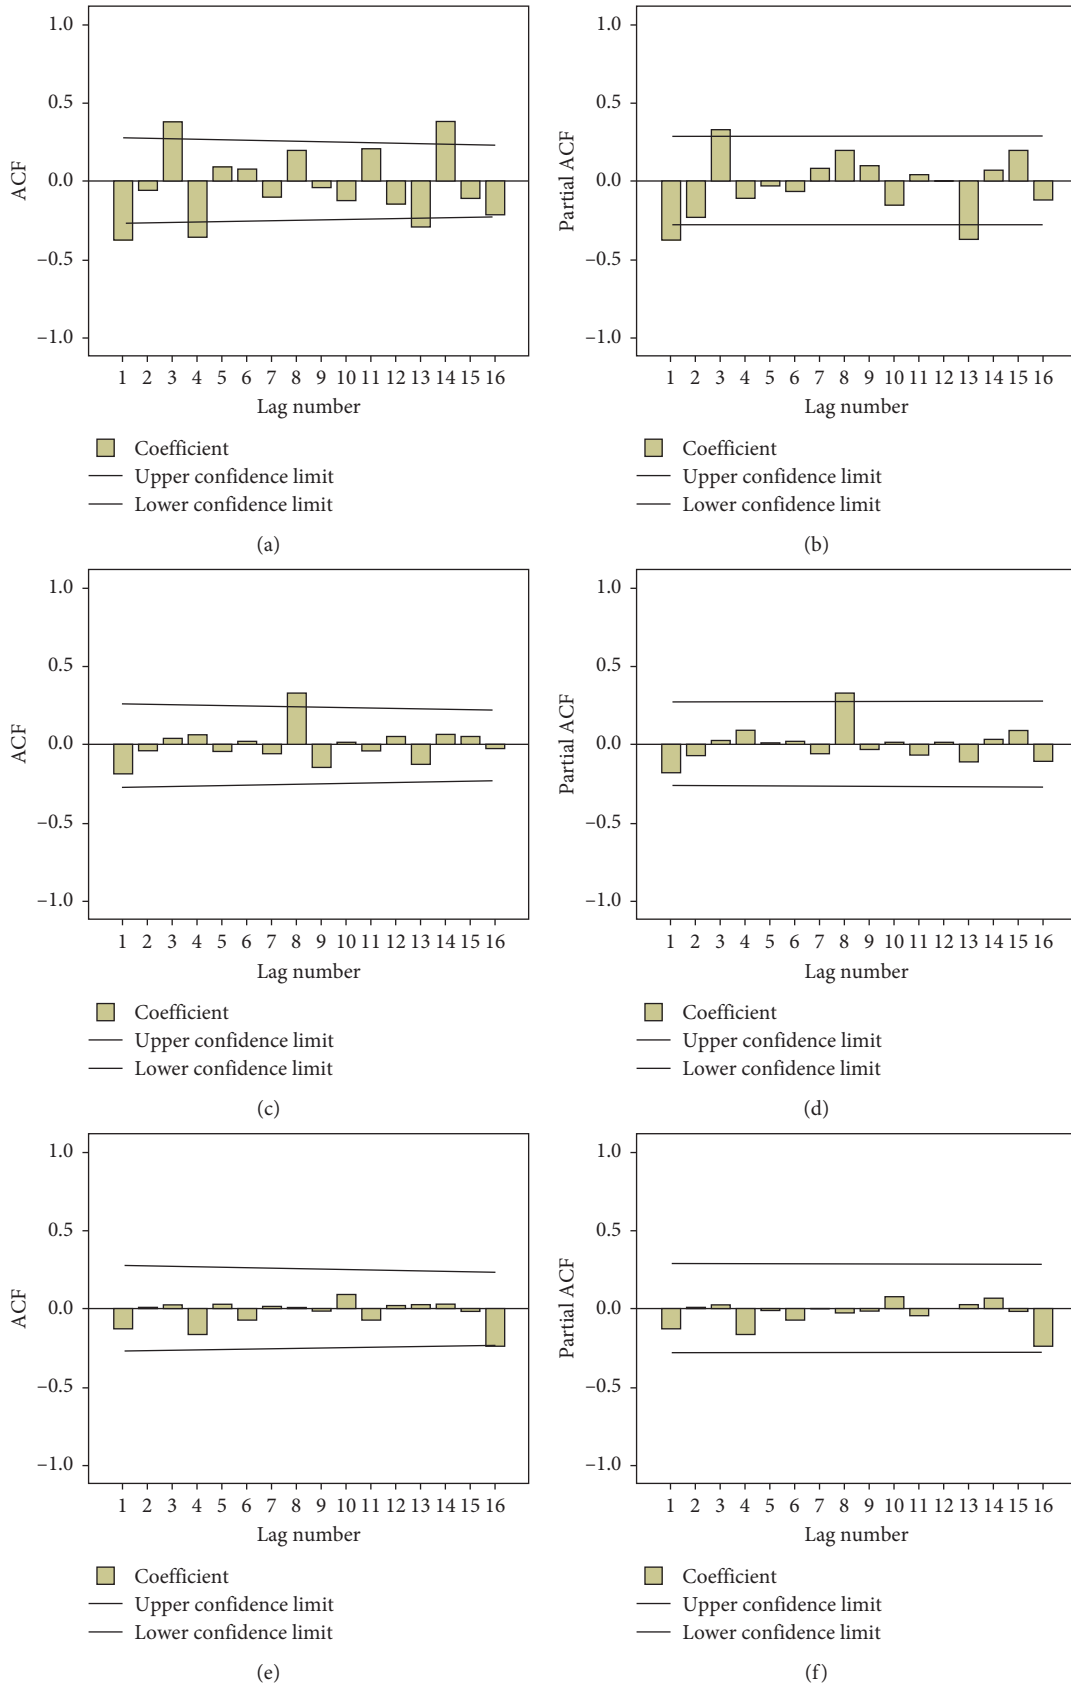 ACF
1.0
0.5
0.0
–0.5
–1.0
1 2 3 4 5 6 7 8 9 10 11 12 13 14 15 16
Lag number
Coefficient
Upper confidence limit
Lower confidence limit
(a)
Partial ACF
1.0
0.5
0.0
–0.5
–1.0
1 2 3 4 5 6 7 8 9 10 11 12 13 14 15 16
Lag number
Coefficient
Upper confidence limit
Lower confidence limit
(b)
ACF
1.0
0.5
0.0
–0.5
–1.0
1 2 3 4 5 6 7 8 9 10 11 12 13 14 15 16
Lag number
Coefficient
Upper confidence limit
Lower confidence limit
(c)
Partial ACF
1.0
0.5
0.0
–0.5
–1.0
1 2 3 4 5 6 7 8 9 10 11 12 13 14 15 16
Lag number
Coefficient
Upper confidence limit
Lower confidence limit
(d)
ACF
1.0
0.5
0.0
–0.5
–1.0
1 2 3 4 5 6 7 8 9 10 11 12 13 14 15 16
Lag number
Coefficient
Upper confidence limit
Lower confidence limit
(e)
Partial ACF
1.0
0.5
0.0
–0.5
–1.0
1 2 3 4 5 6 7 8 9 10 11 12 13 14 15 16
Lag number
Coefficient
Upper confidence limit
Lower confidence limit
(f)